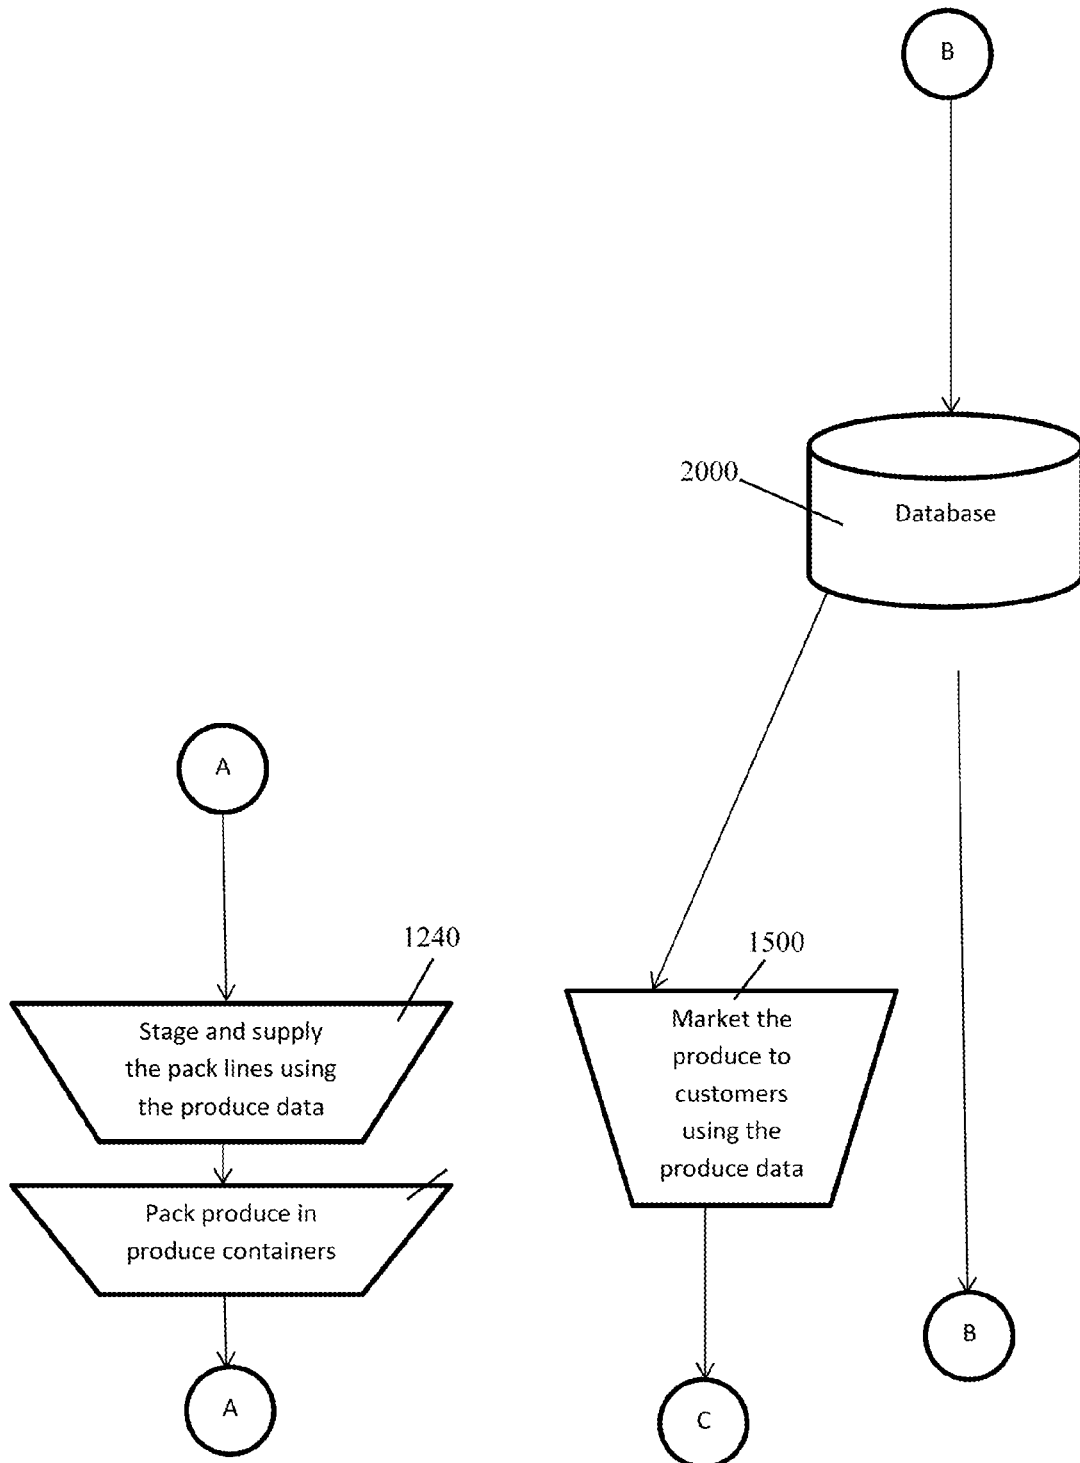 B
2000
Database
A
1240
Stage and supply
the pack lines using
the produce data
1500
Market the
produce to
customers
using the
produce data
Pack produce in
produce containers
B
A
C